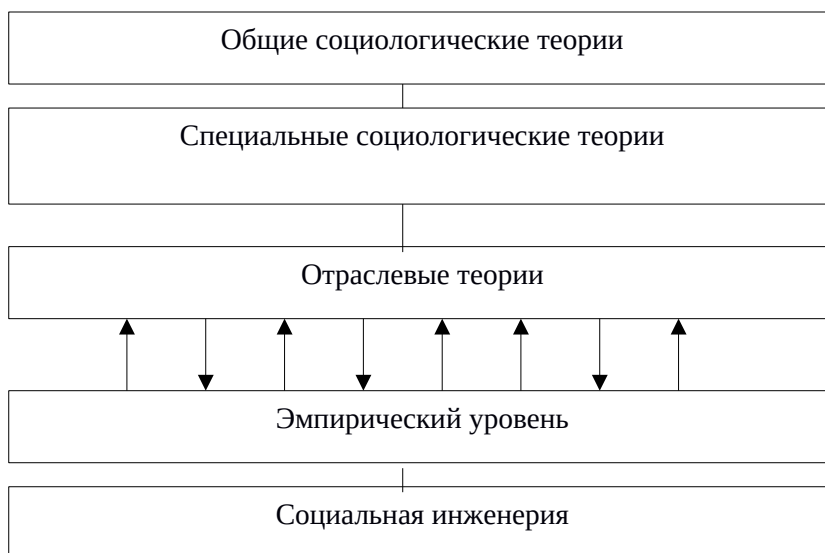 Общие социологические теории
Специальные социологические теории
Отраслевые теории
Эмпирический уровень
Социальная инженерия